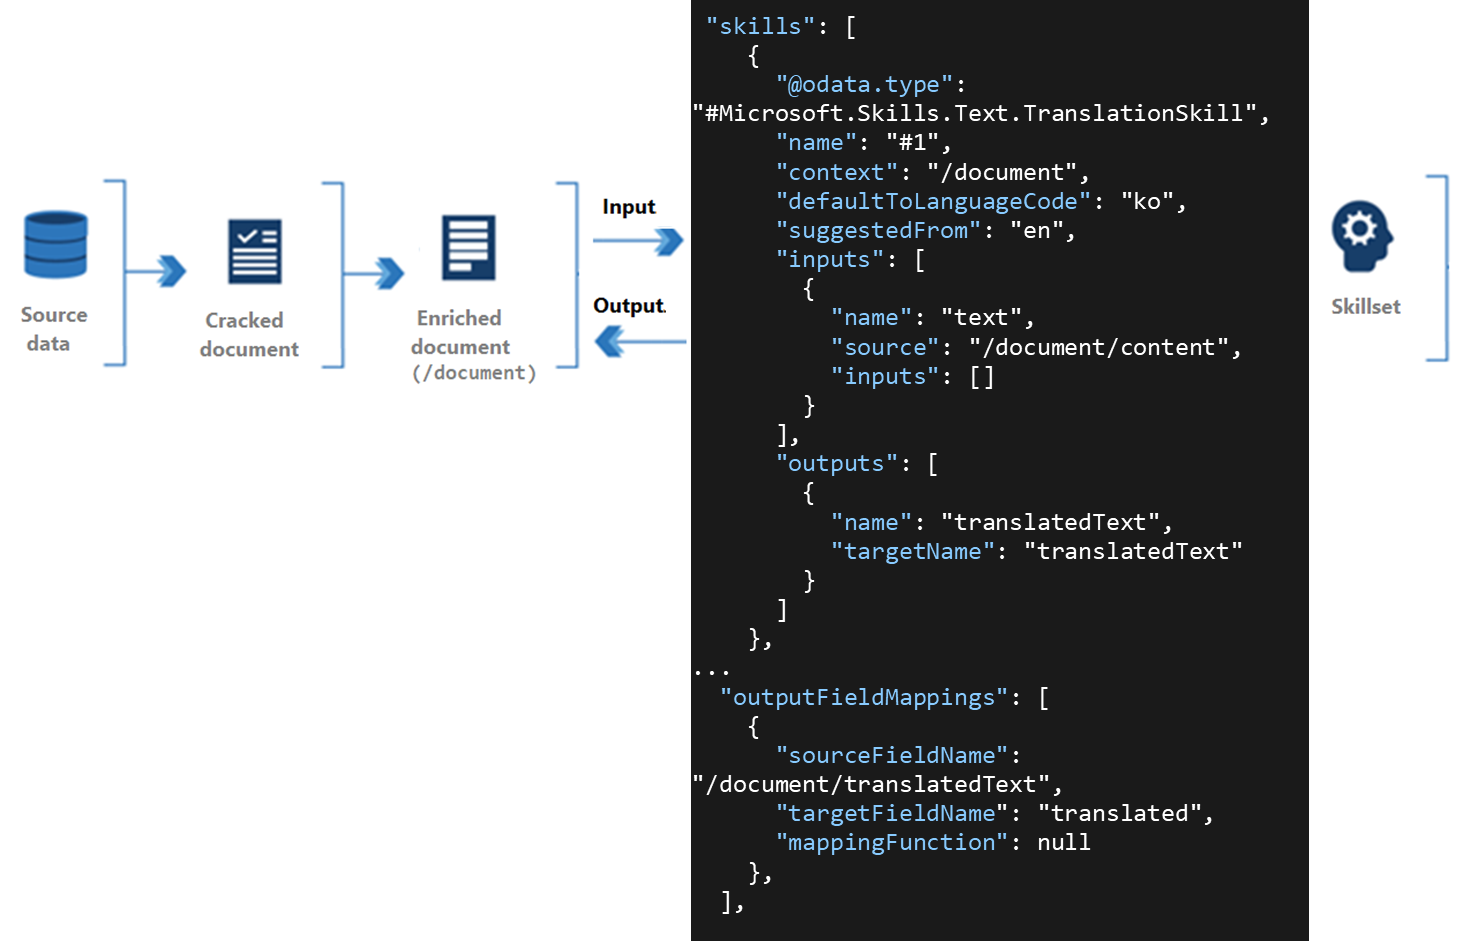 Source
data
Cracked
document
Enriched
document
(/document)
Input
Output.
"skills": [
{
"@odata.type":
"#Microsoft.Skills.Text.TranslationSkill",
"name": "#1",
"context": "/document",
"defaultToLanguageCode": "ko",
"suggestedFrom": "en",
"inputs": [
{
"name": "text",
"source": "/document/content",
"inputs": []
}
],
"outputs": [
{
"name": "translatedText",
"targetName": "translatedText"
}
]
},
...
"outputFieldMappings": [
{
"sourceFieldName":
"/document/translatedText",
"targetFieldName": "translated",
"mappingFunction": null
},
],
Skillset